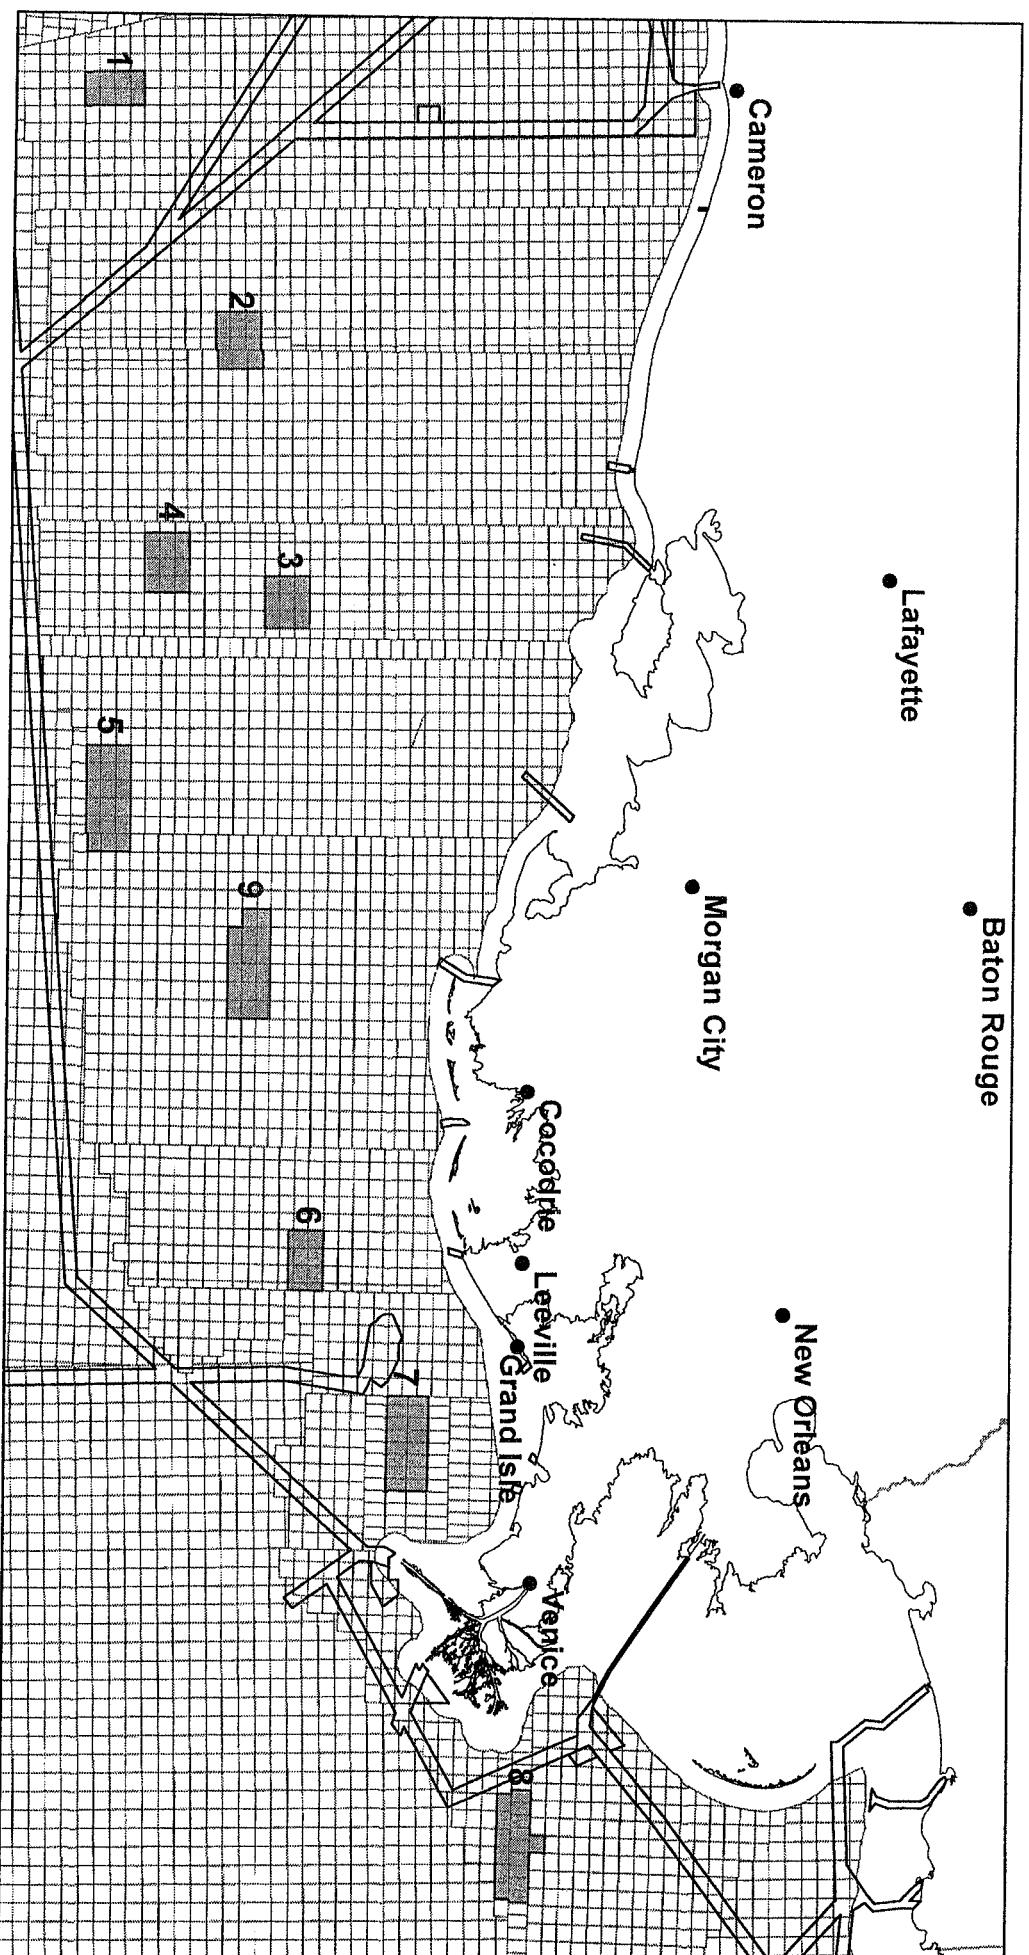 Baton Rouge
Lafayette
New Orleans
Cameron
Morgan City
Cocodrie
Leeville
Grand Isle
Venice
1
2
3
4
5
9
6
7
8